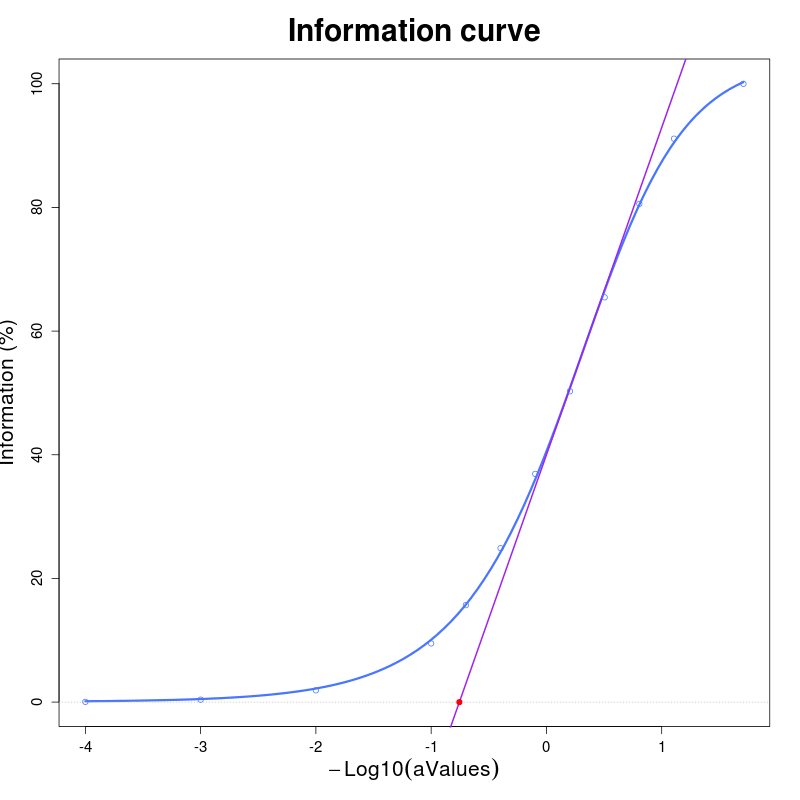 Information curve
Information (%)
100
80
60
40
20
0
-4 -3 -2 -1 0 1
−Log10(aValues)